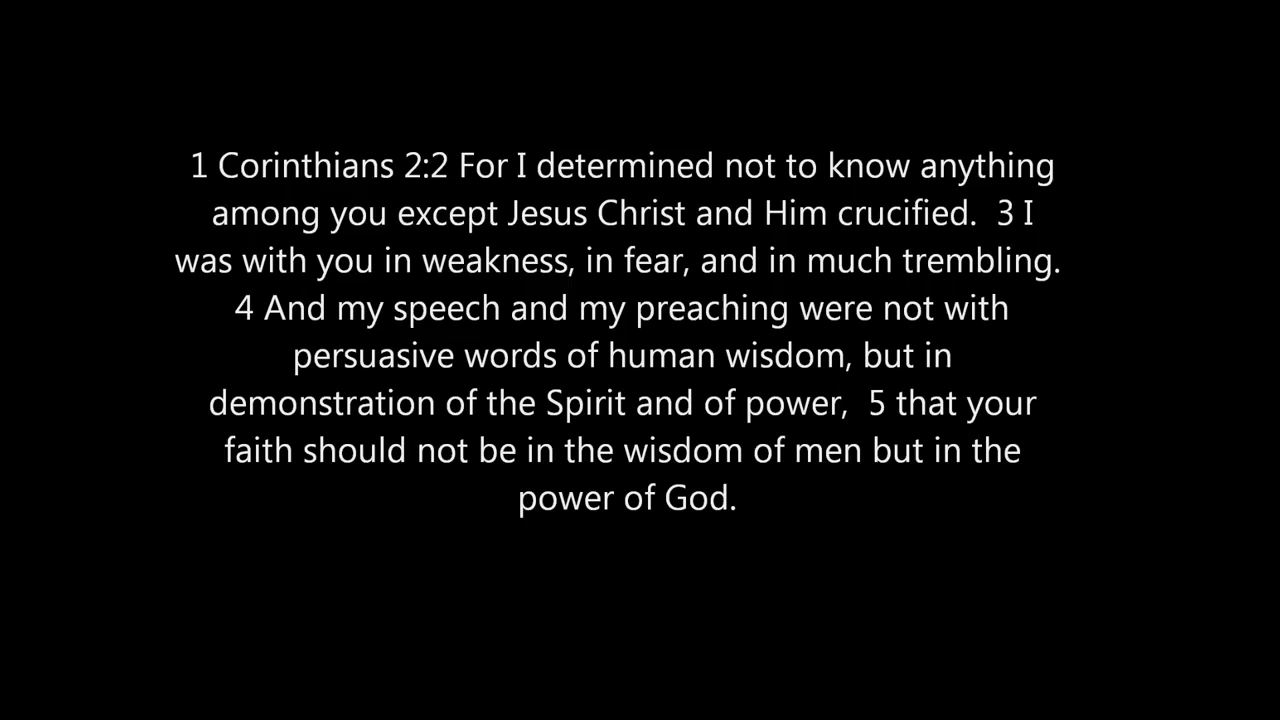 1 Corinthians 2:2 For I determined not to know anything
among you except Jesus Christ and Him crucified.  3 I
was with you in weakness, in fear, and in much trembling.
4 And my speech and my preaching were not with
persuasive words of human wisdom, but in
demonstration of the Spirit and of power,  5 that your
faith should not be in the wisdom of men but in the
power of God.